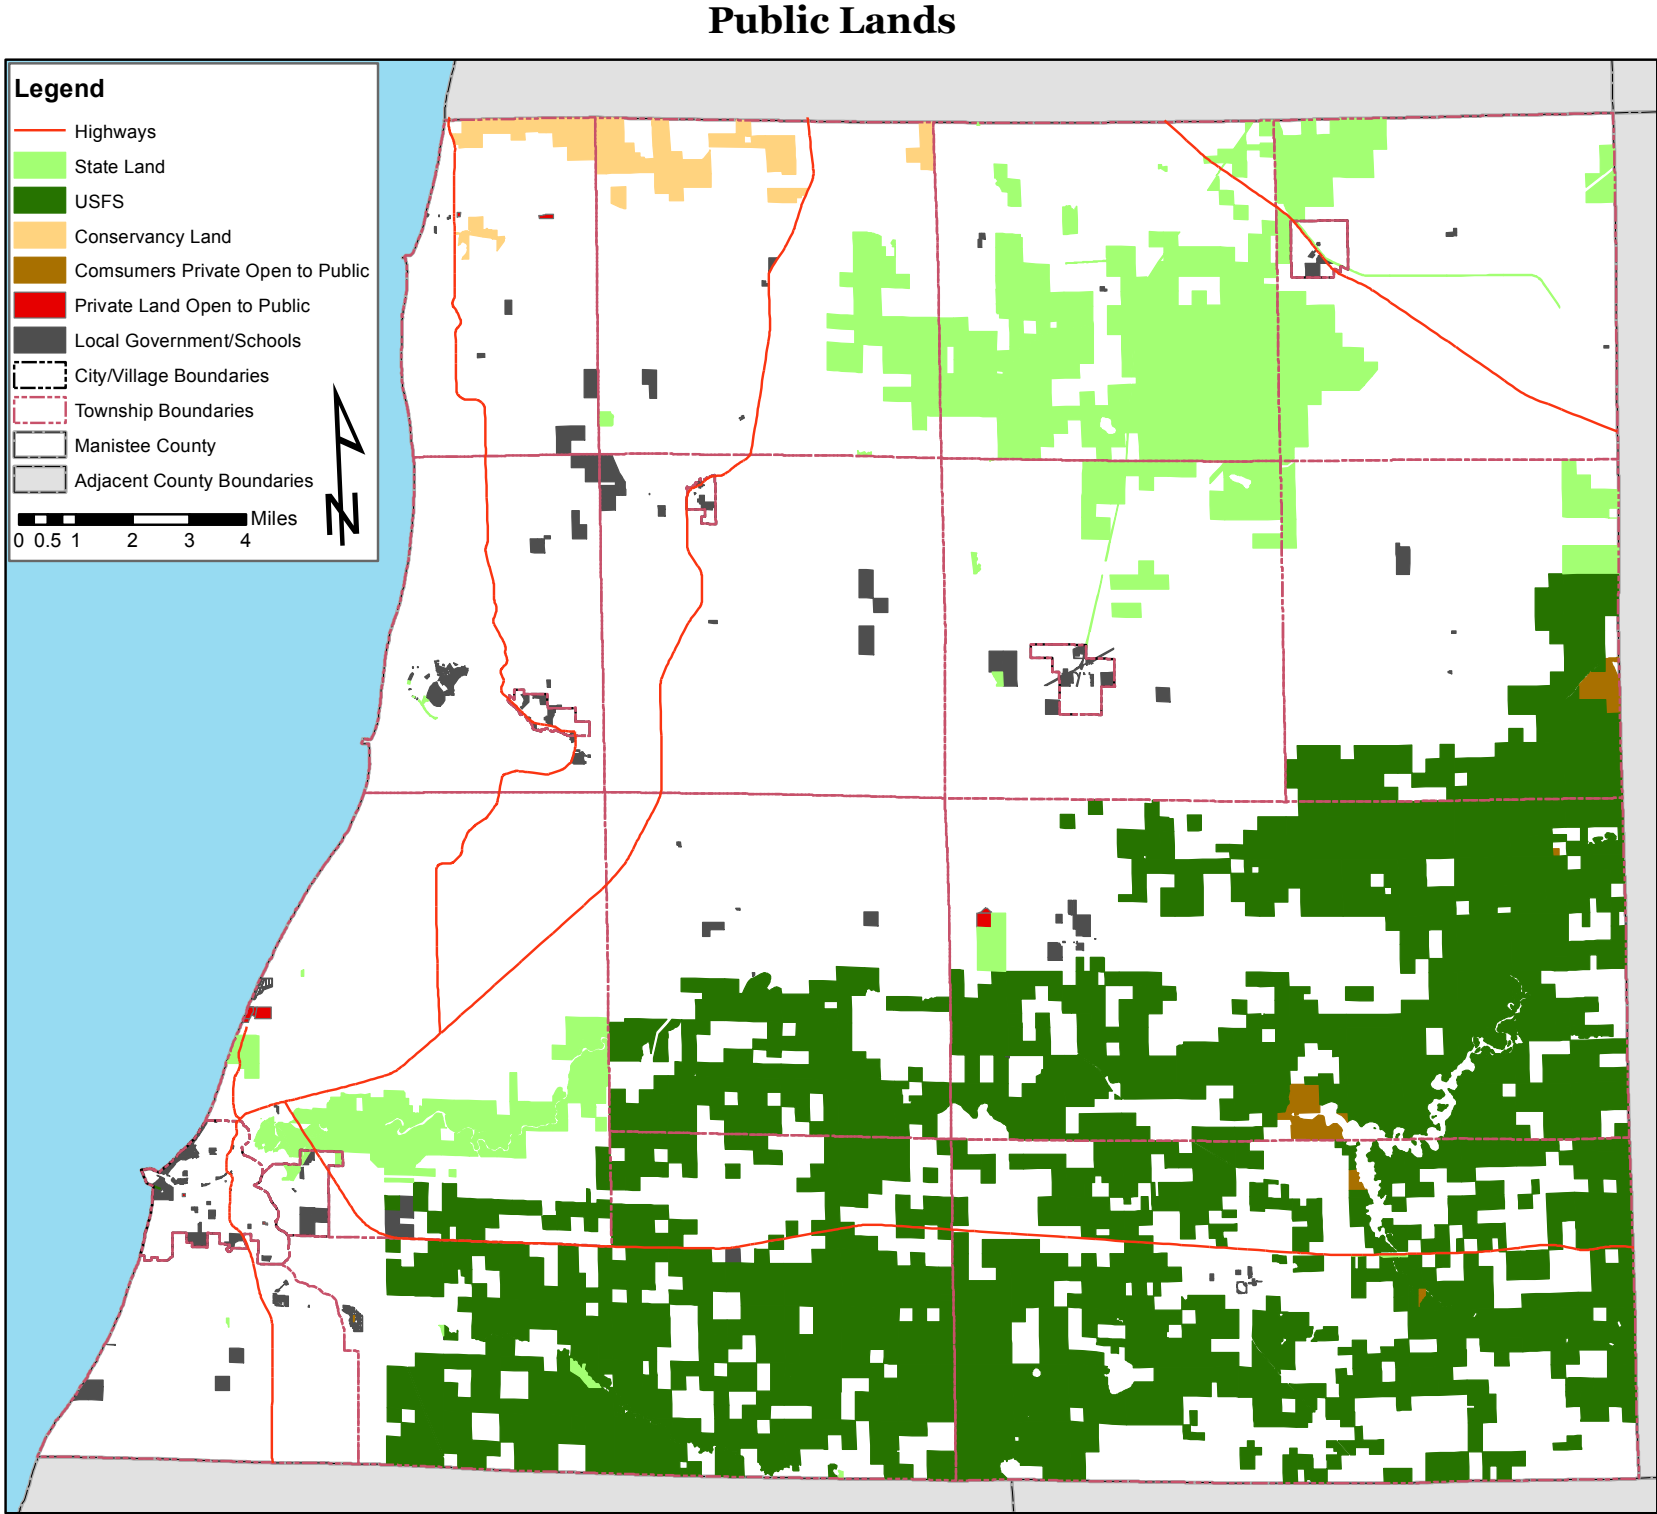 Public Lands
Legend
Highways
State Land
USFS
Conservancy Land
Comsumers Private Open to Public
Private Land Open to Public
Local Government/Schools
City/Village Boundaries
Township Boundaries
Manistee County
Adjacent County Boundaries
Miles
0 0.5 1 2 3 4
N